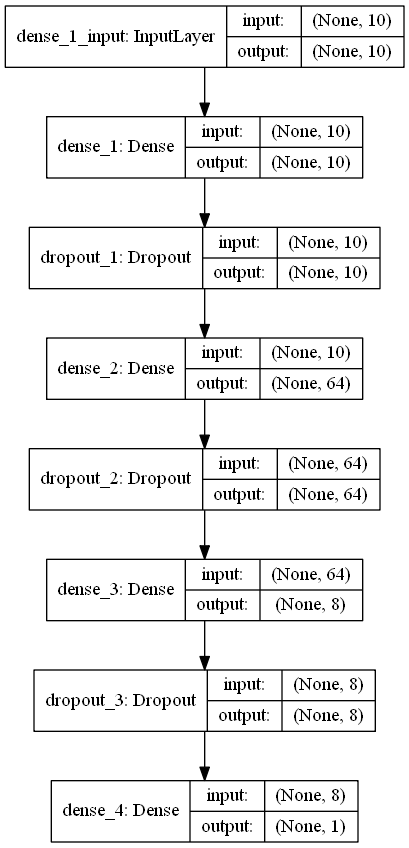 dense_1_input: InputLayer
input: (None, 10)
output: (None, 10)
dense_1: Dense
input: (None, 10)
output: (None, 10)
dropout_1: Dropout
input: (None, 10)
output: (None, 10)
dense_2: Dense
input: (None, 10)
output: (None, 64)
dropout_2: Dropout
input: (None, 64)
output: (None, 64)
dense_3: Dense
input: (None, 64)
output: (None, 8)
dropout_3: Dropout
input: (None, 8)
output: (None, 8)
dense_4: Dense
input: (None, 8)
output: (None, 1)